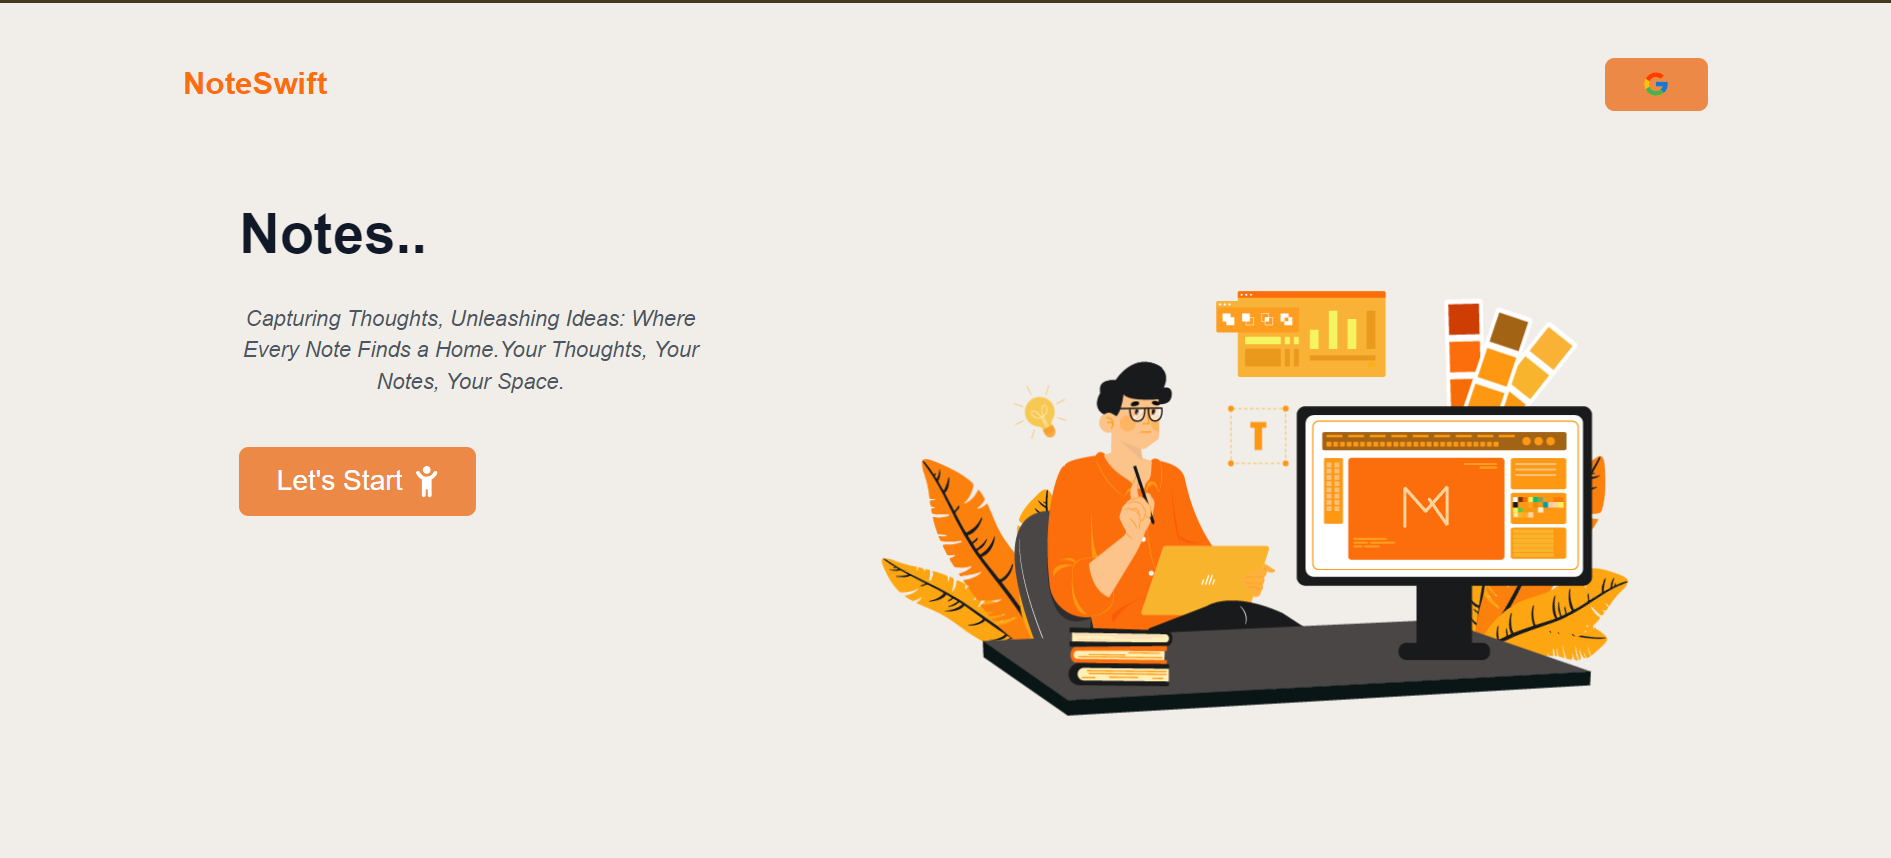 NoteSwift
Notes..
Capturing Thoughts, Unleashing Ideas: Where
Every Note Finds a Home.Your Thoughts, Your
Notes, Your Space.
Let's Start
T